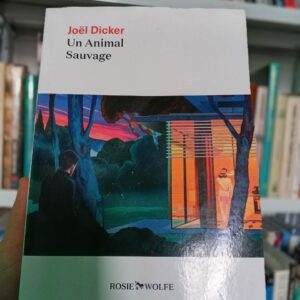 Joël Dicker
Un Animal
Sauvage
ROSIE WOLFE